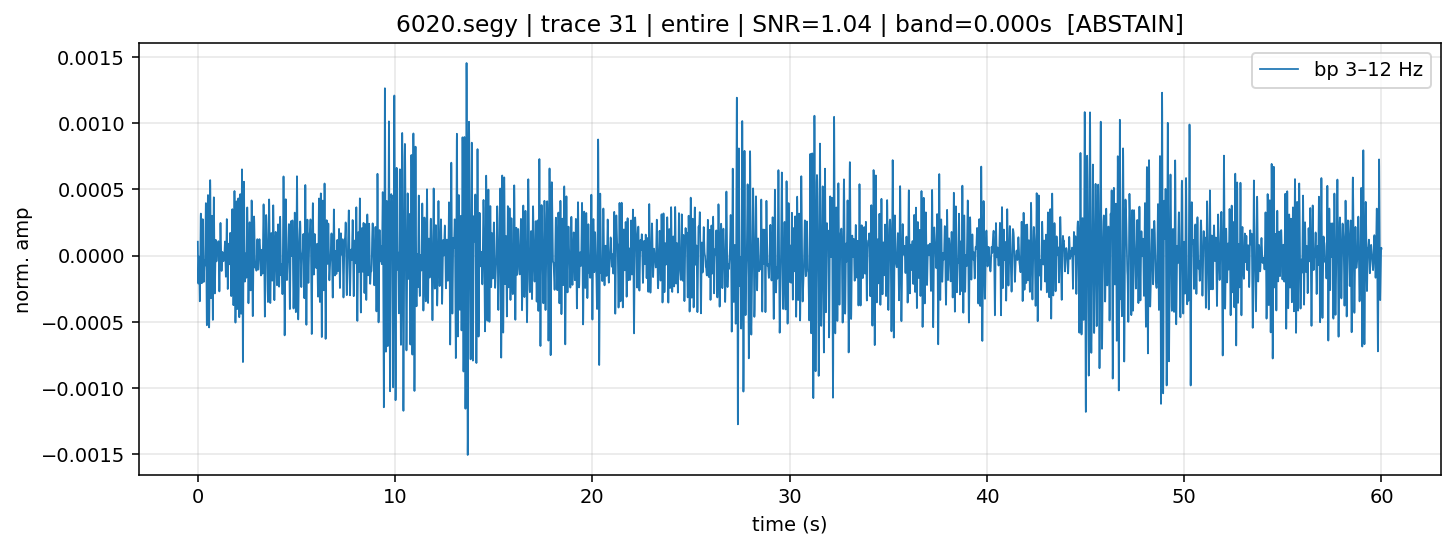 6020.segy | trace 31 | entire | SNR=1.04 | band=0.000s  [ABSTAIN]
bp 3–12 Hz
norm. amp
0.0015
0.0010
0.0005
0.0000
−0.0005
−0.0010
−0.0015
0 10 20 30 40 50 60
time (s)